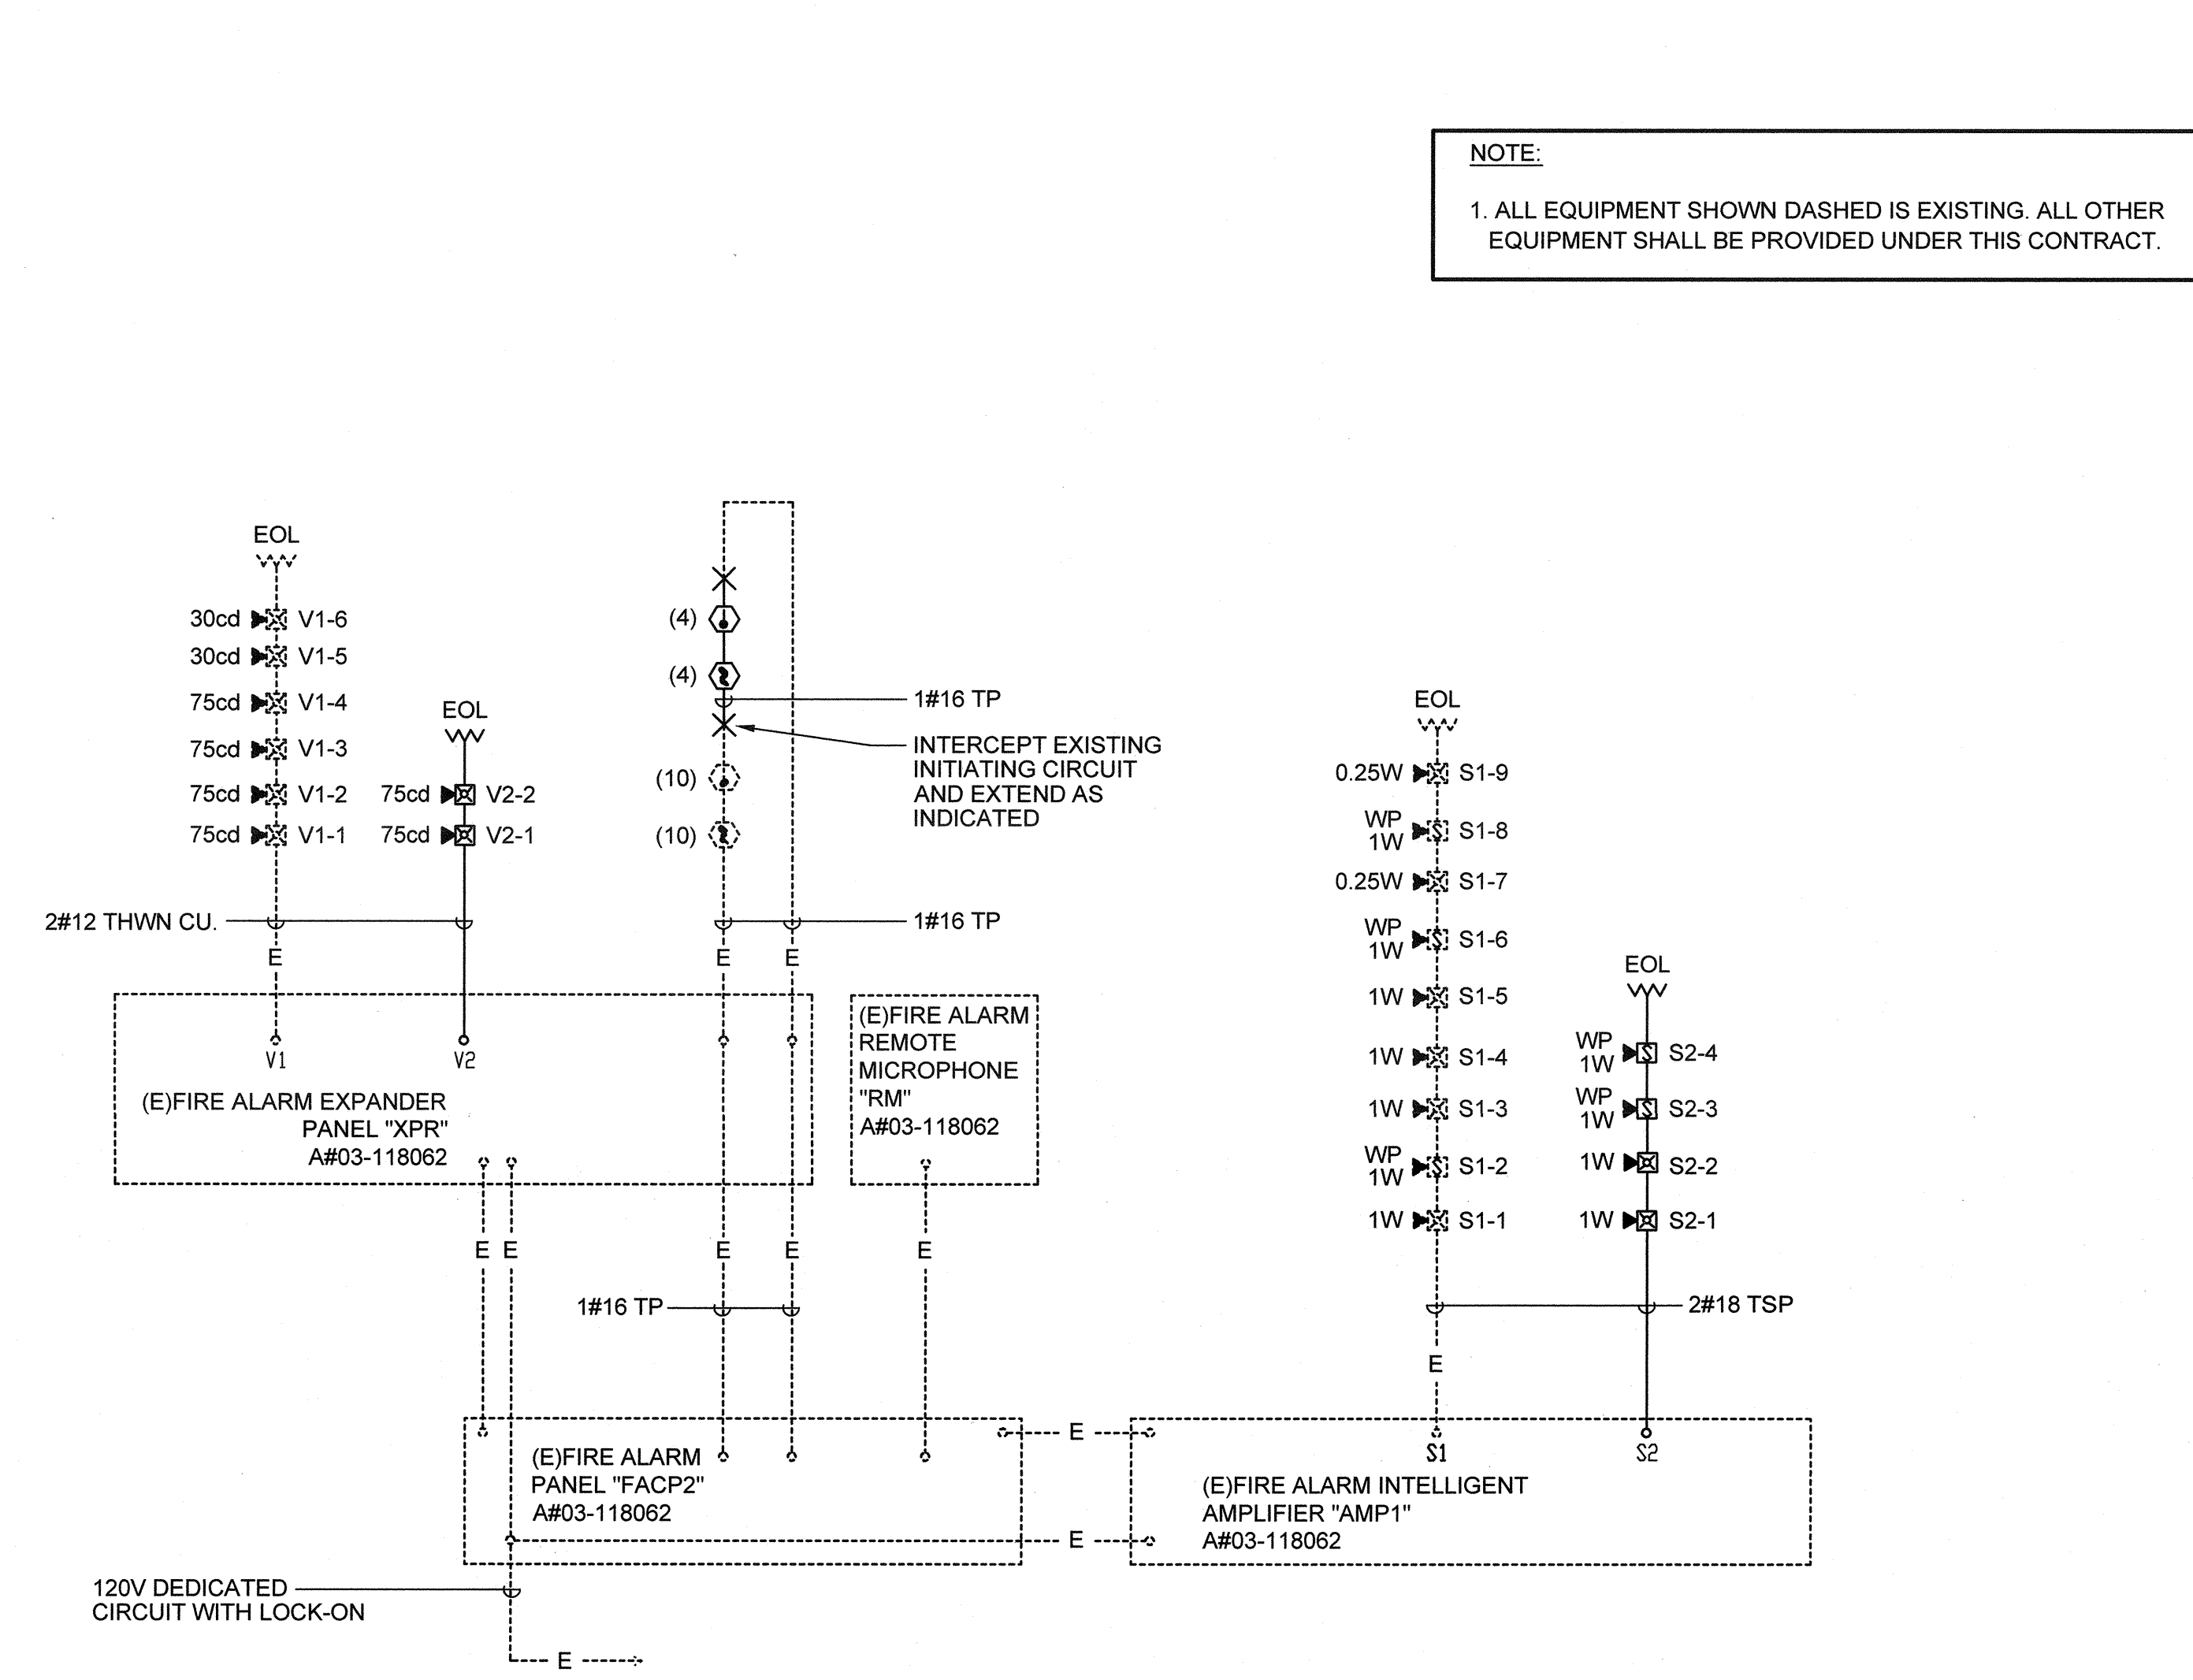 NOTE:
1. ALL EQUIPMENT SHOWN DASHED IS EXISTING. ALL OTHER
EQUIPMENT SHALL BE PROVIDED UNDER THIS CONTRACT.
EOL
30cd V1-6
30cd V1-5
75cd V1-4
75cd V1-3
75cd V1-2
75cd V1-1
EOL
75cd V2-2
75cd V2-1
2#12 THWN CU.
E
(4)
(4)
1#16 TP
INTERCEPT EXISTING
INITIATING CIRCUIT
AND EXTEND AS
INDICATED
(10)
(10)
1#16 TP
E E
V1 V2
(E)FIRE ALARM EXPANDER
PANEL "XPR"
A#03-118062
(E)FIRE ALARM
REMOTE
MICROPHONE
"RM"
A#03-118062
E E E E E
1#16 TP
EOL
0.25W S1-9
WP
1W S1-8
0.25W S1-7
WP
1W S1-6
1W S1-5
1W S1-4
1W S1-3
WP
1W S1-2
1W S1-1
EOL
WP
1W S2-4
WP
1W S2-3
1W S2-2
1W S2-1
2#18 TSP
E
(E)FIRE ALARM
PANEL "FACP2"
A#03-118062
E
E
S1 S2
(E)FIRE ALARM INTELLIGENT
AMPLIFIER "AMP1"
A#03-118062
120V DEDICATED
CIRCUIT WITH LOCK-ON
E